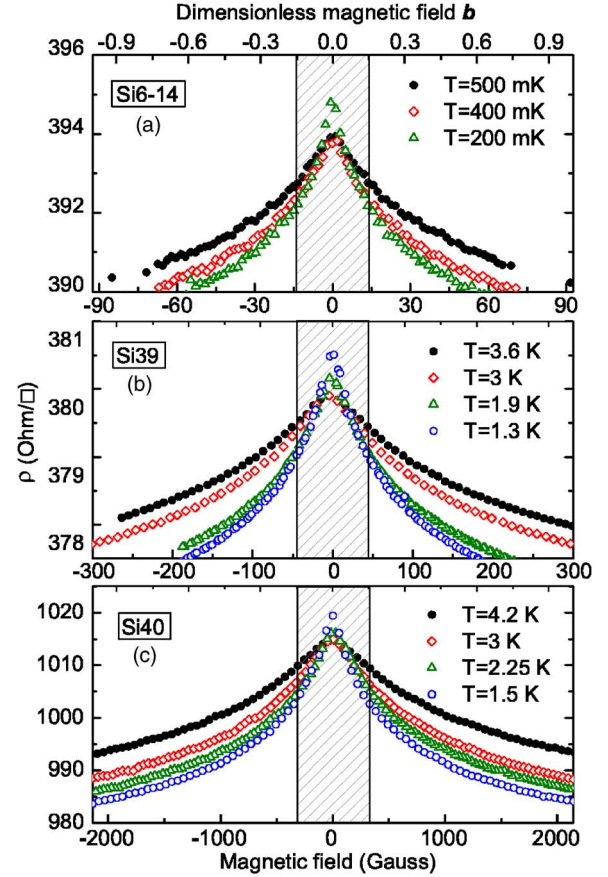 Dimensionless magnetic field b
-0.9 -0.6 -0.3 0.0 0.3 0.6 0.9
396
394
392
390
Si6-14
(a)
T=500 mK
T=400 mK
T=200 mK
-90 -60 -30 0 30 60 90
381
380
379
378
Si39
(b)
T=3.6 K
T=3 K
T=1.9 K
T=1.3 K
-300 -200 -100 0 100 200 300
ρ (Ohm/□)
1020
1010
1000
990
980
Si40
(c)
T=4.2 K
T=3 K
T=2.25 K
T=1.5 K
-2000 -1000 0 1000 2000
Magnetic field (Gauss)